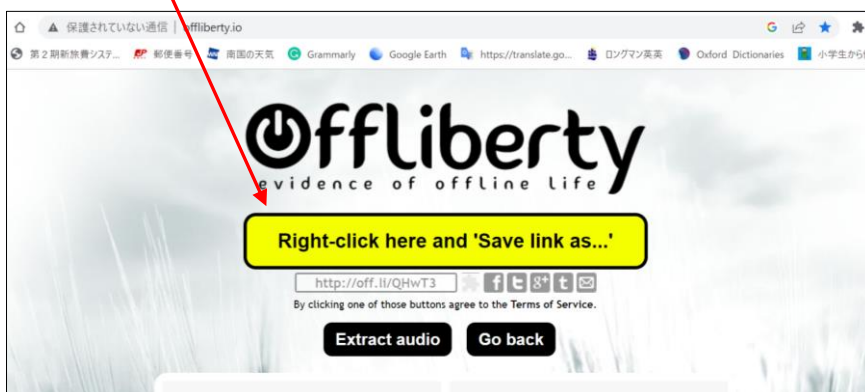 保護されていない通信 | offliberty.io
第2期新旅費システ... 郵便番号 南国の天気 Grammarly Google Earth https://translate.go... ロングマン英英 Oxford Dictionaries 小学生から
Offliberty
evidence of offline life
Right-click here and 'Save link as...'
http://off.li/QHwT3
By clicking one of those buttons agree to the Terms of Service.
Extract audio Go back